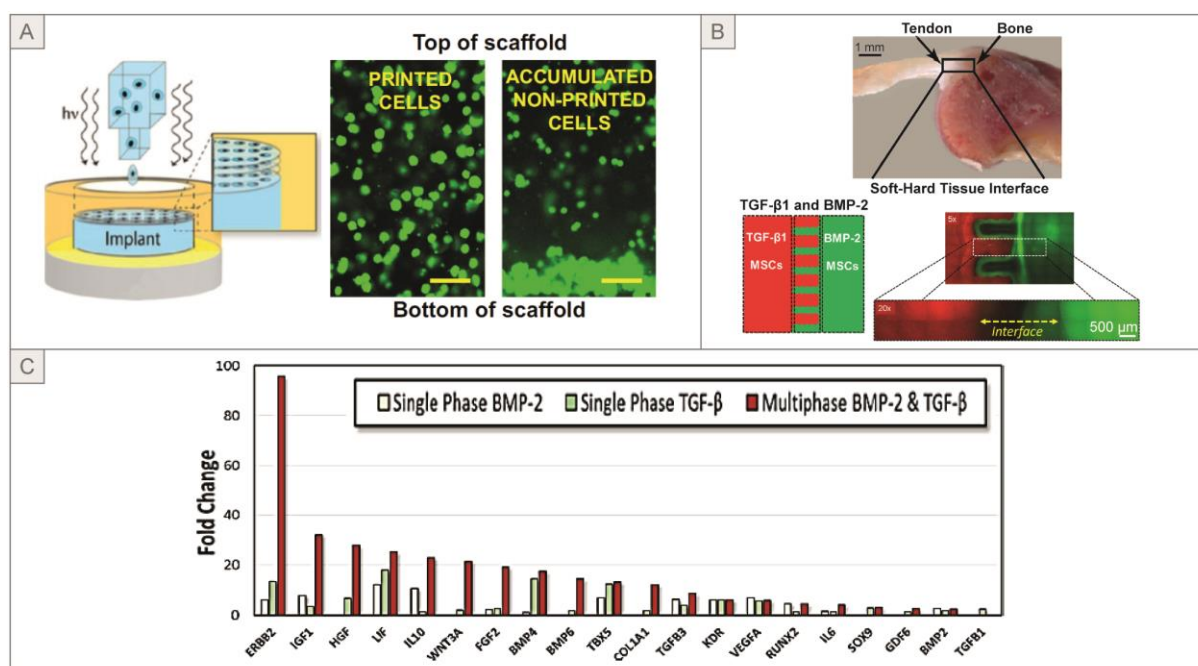 A
Top of scaffold
hν
Implant
PRINTED
CELLS
ACCUMULATED
NON-PRINTED
CELLS
Bottom of scaffold
B
Tendon
Bone
1 mm
Soft-Hard Tissue Interface
TGF-β1 and BMP-2
TGF-β1
MSCs
BMP-2
MSCs
5x
20x
Interface
500 μm
C
Fold Change
100
80
60
40
20
0
Single Phase BMP-2
Single Phase TGF-β
Multiphase BMP-2 & TGF-β
ERBB2
IGF1
HGF
LIF
IL10
WNT3A
FGF2
BMP4
BMP6
TBX5
COL1A1
TGFB3
KDR
VEGFA
RUNX2
IL6
SOX9
GDF6
BMP2
TGFB1